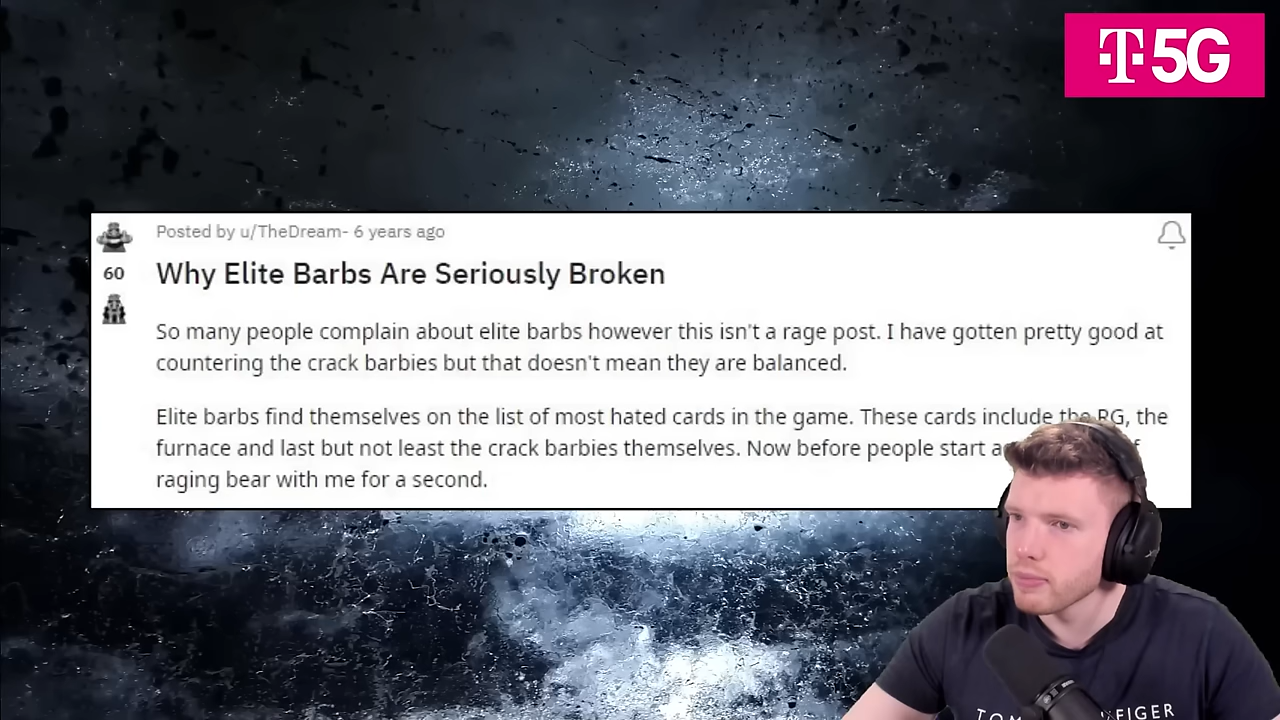 T 5G
Posted by u/TheDream- 6 years ago
60
Why Elite Barbs Are Seriously Broken
So many people complain about elite barbs however this isn't a rage post. I have gotten pretty good at
countering the crack barbies but that doesn't mean they are balanced.
Elite barbs find themselves on the list of most hated cards in the game. These cards include the RG, the
furnace and last but not least the crack barbies themselves. Now before people start
raging bear with me for a second.